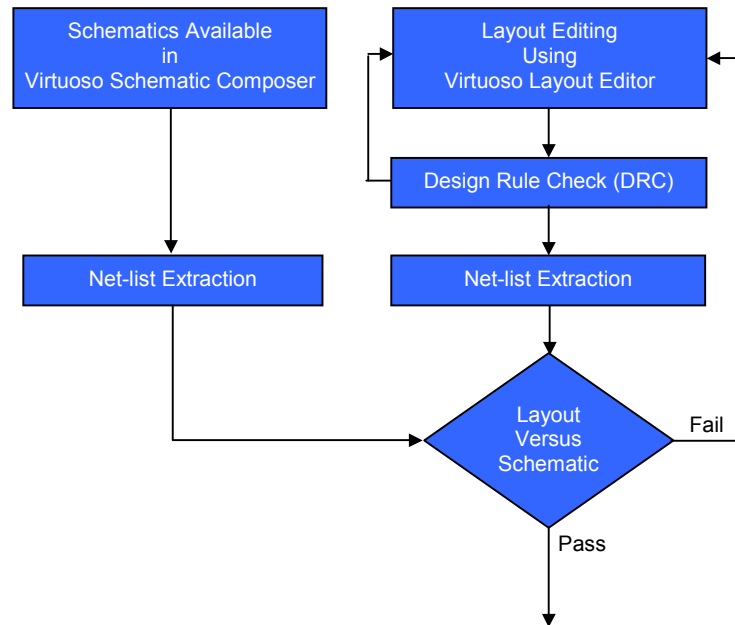 Schematics Available
in
Virtuoso Schematic Composer
Layout Editing
Using
Virtuoso Layout Editor
Design Rule Check (DRC)
Net-list Extraction
Net-list Extraction
Layout
Versus
Schematic
Fail
Pass